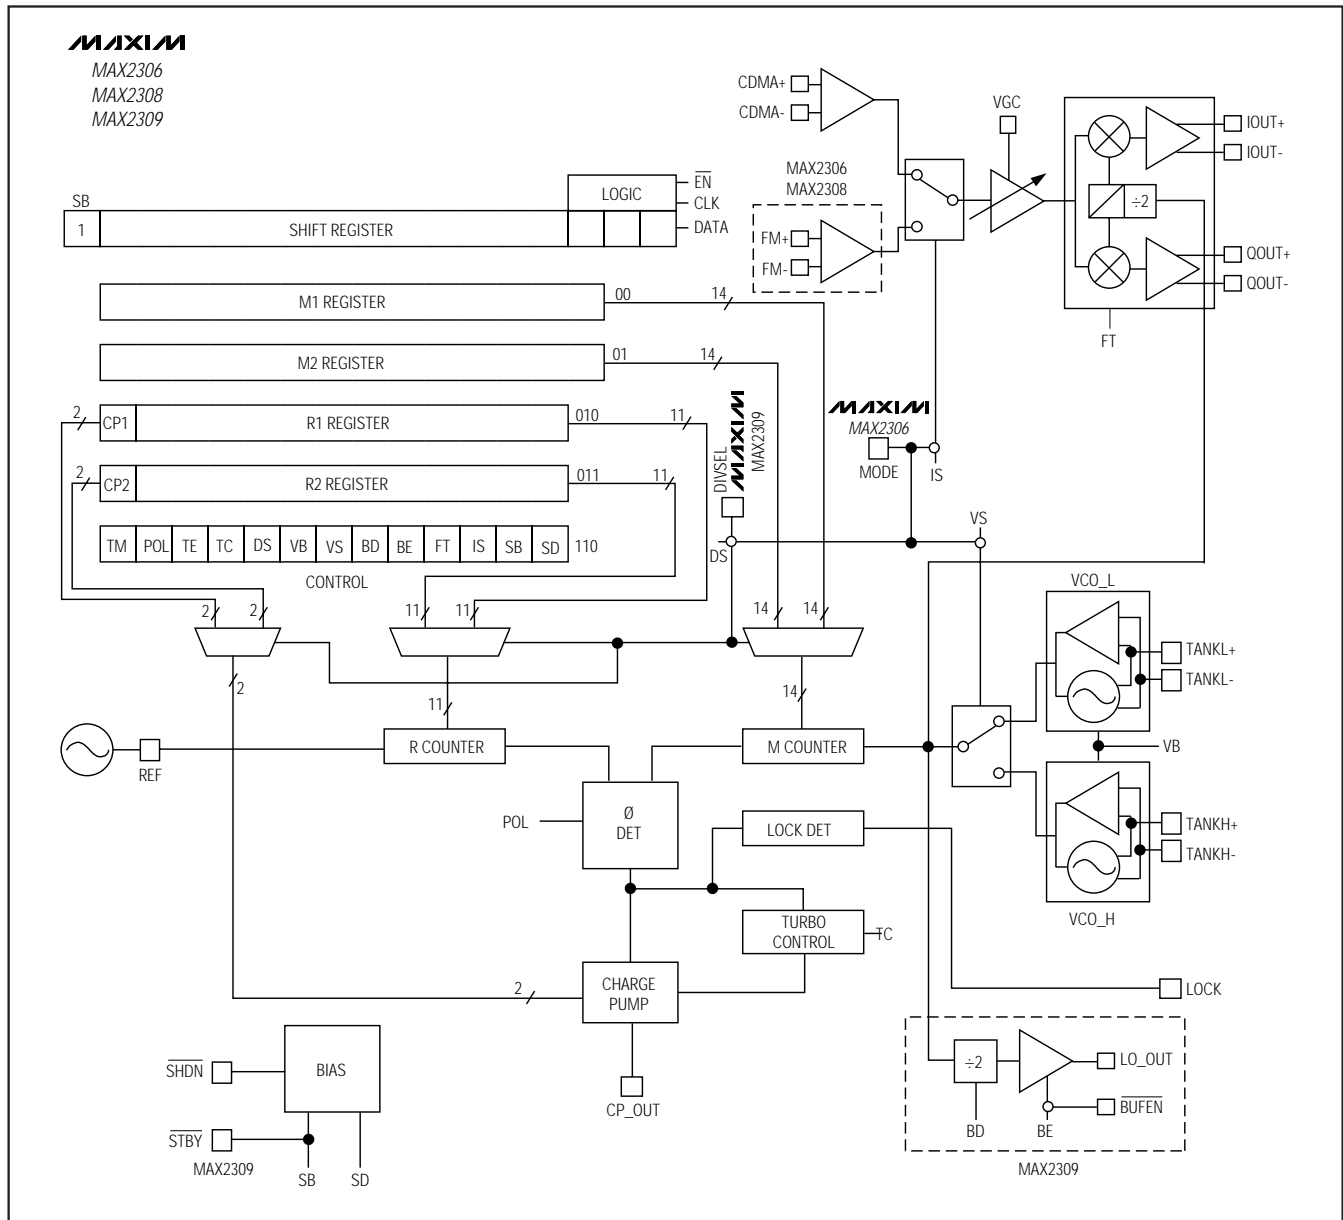 MAXIM
MAX2306
MAX2308
MAX2309
CDMA+
CDMA-
VGC
IOUT+
IOUT-
÷2
QOUT+
QOUT-
FT
MAX2306
MAX2308
FM+
FM-
SB
1
SHIFT REGISTER
LOGIC
EN
CLK
DATA
M1 REGISTER
00
14
M2 REGISTER
01
14
2
CP1
R1 REGISTER
010
11
2
CP2
R2 REGISTER
011
11
TM POL TE TC DS VB VS BD BE FT IS SB SD 110
CONTROL
DIVSEL
MAXIM
MAX2309
DS
MAXIM
MAX2306
MODE
IS
VS
2
2
11
11
14
14
2
11
14
VCO_L
TANKL+
TANKL-
VB
TANKH+
TANKH-
VCO_H
REF
R COUNTER
M COUNTER
POL
Ø
DET
LOCK DET
TURBO
CONTROL
TC
2
CHARGE
PUMP
CP_OUT
LOCK
÷2
LO_OUT
BUFEN
BD
BE
MAX2309
SHDN
BIAS
STBY
MAX2309
SB
SD